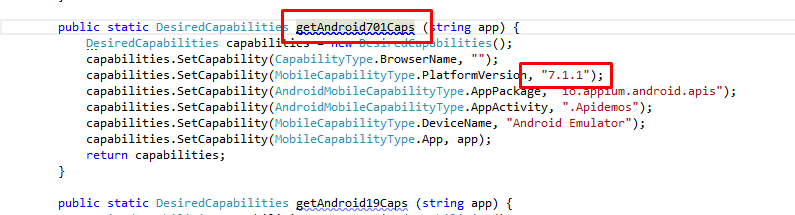 public static DesiredCapabilities getAndroid701Caps (string app) {
DesiredCapabilities capabilities = new DesiredCapabilities();
capabilities.SetCapability(CapabilityType.BrowserName, "");
capabilities.SetCapability(MobileCapabilityType.PlatformVersion, "7.1.1");
capabilities.SetCapability(AndroidMobileCapabilityType.AppPackage, "io.appium.android.apis");
capabilities.SetCapability(AndroidMobileCapabilityType.AppActivity, ".Apidemos");
capabilities.SetCapability(MobileCapabilityType.DeviceName, "Android Emulator");
capabilities.SetCapability(MobileCapabilityType.App, app);
return capabilities;
}
public static DesiredCapabilities getAndroid19Caps (string app) {